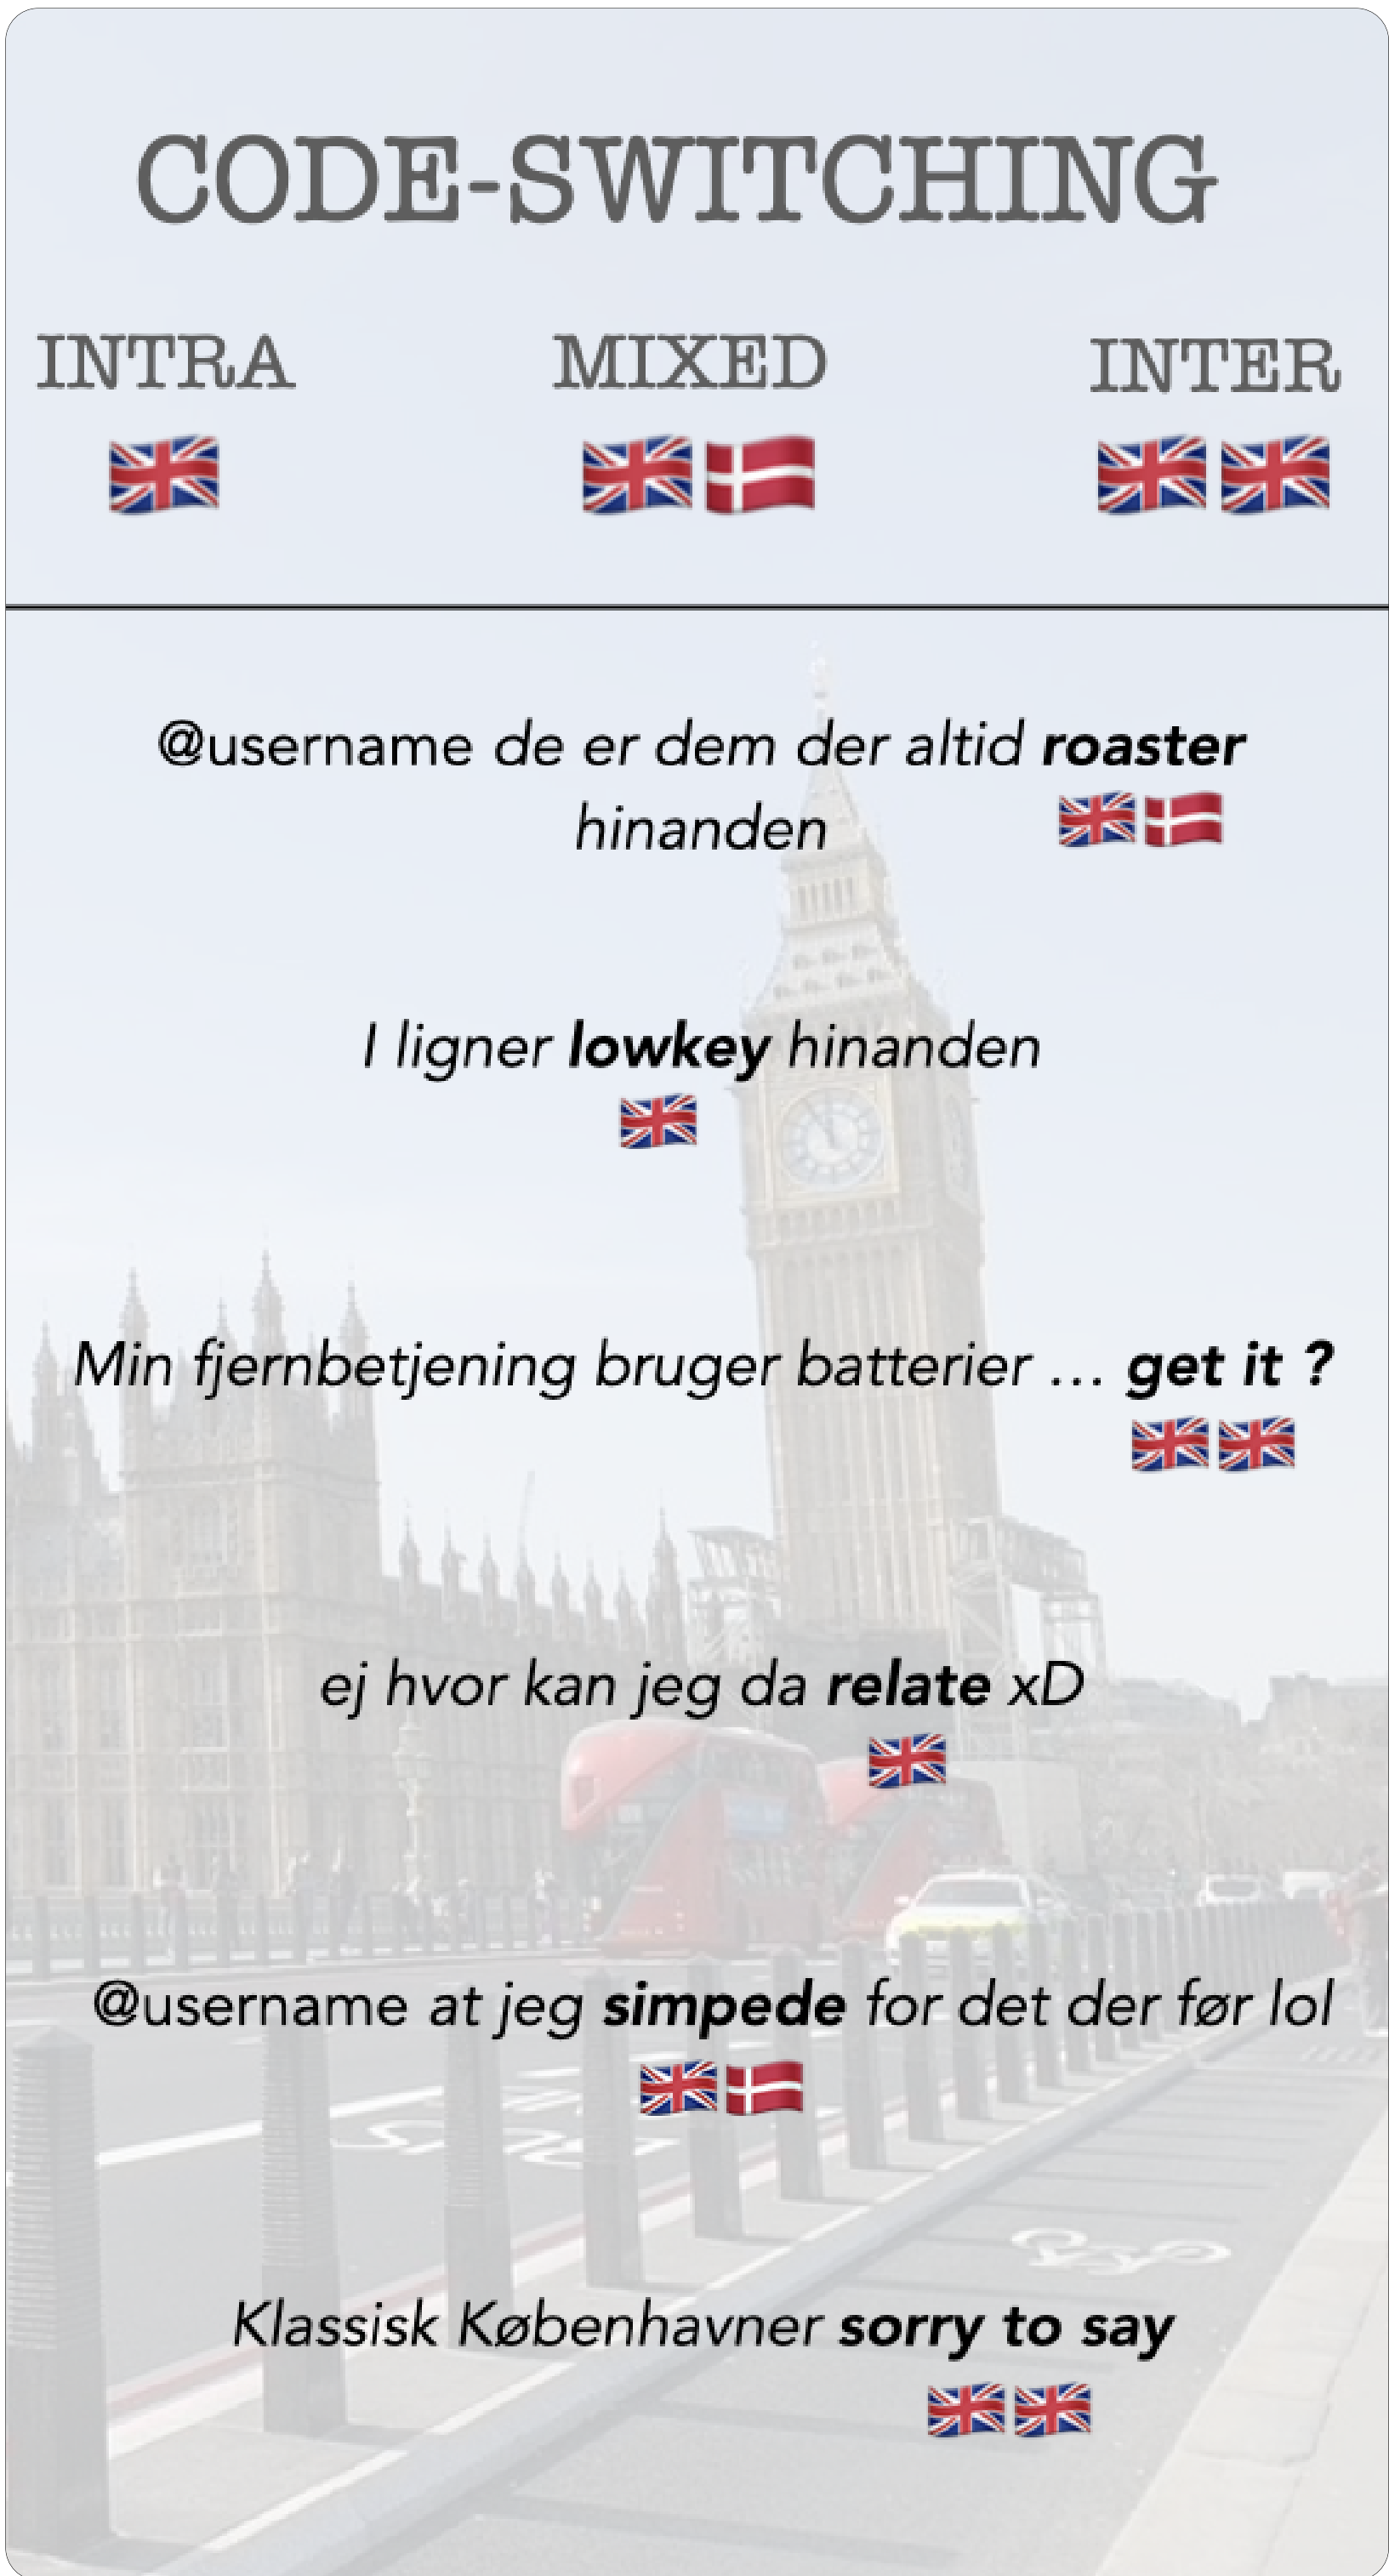 CODE-SWITCHING
INTRA MIXED INTER
@username de er dem der altid roaster
hinanden
I ligner lowkey hinanden
Min fjernbetjening bruger batterier … get it ?
ej hvor kan jeg da relate xD
@username at jeg simpede for det der før lol
Klassisk Københavner sorry to say